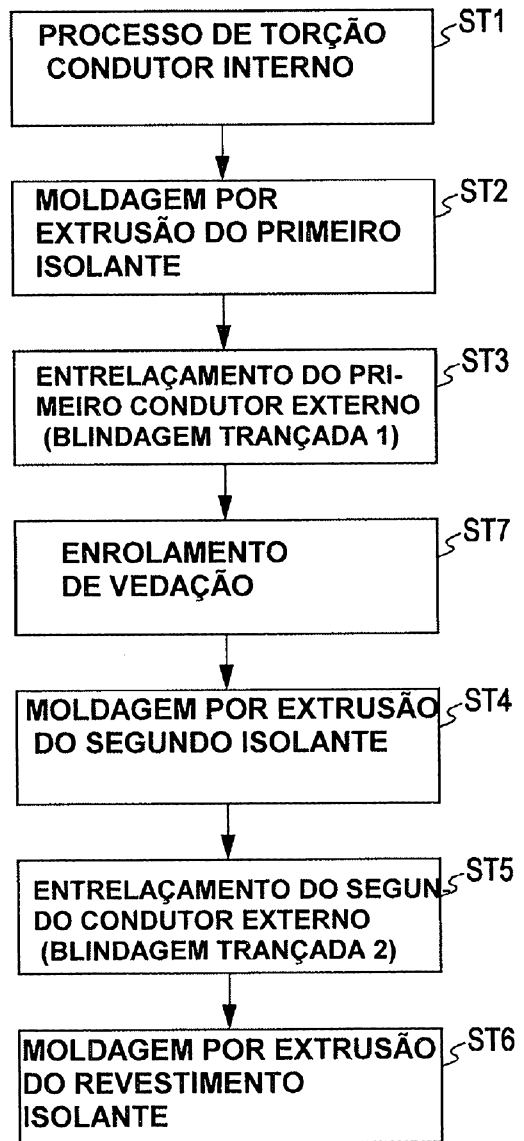 PROCESSO DE TORÇÃO
CONDUTOR INTERNO
ST1
MOLDAGEM POR
EXTRUSÃO DO PRIMEIRO
ISOLANTE
ST2
ENTRELAÇAMENTO DO PRI-
MEIRO CONDUTOR EXTERNO
(BLINDAGEM TRANÇADA 1)
ST3
ENROLAMENTO
DE VEDAÇÃO
ST7
MOLDAGEM POR EXTRUSÃO
DO SEGUNDO ISOLANTE
ST4
ENTRELAÇAMENTO DO SEGUN
DO CONDUTOR EXTERNO
(BLINDAGEM TRANÇADA 2)
ST5
MOLDAGEM POR EXTRUSÃO
DO REVESTIMENTO
ISOLANTE
ST6